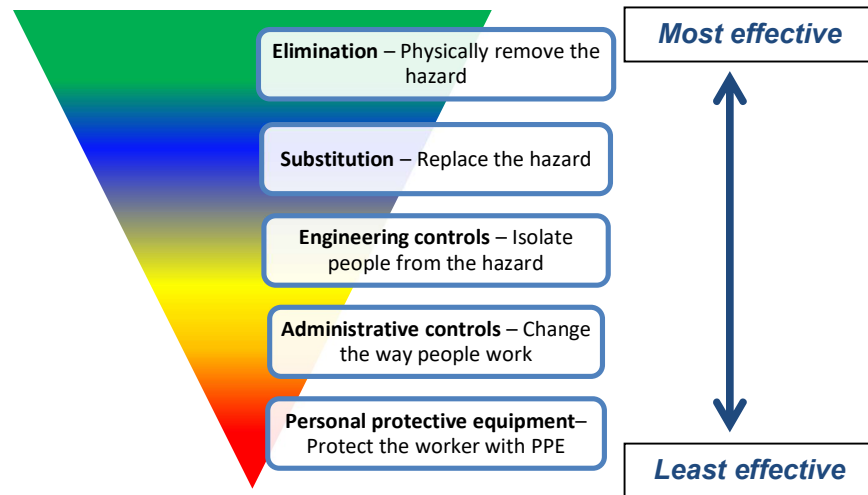 Elimination – Physically remove the
hazard
Most effective
Substitution – Replace the hazard
Engineering controls – Isolate
people from the hazard
Administrative controls – Change
the way people work
Personal protective equipment–
Protect the worker with PPE
Least effective